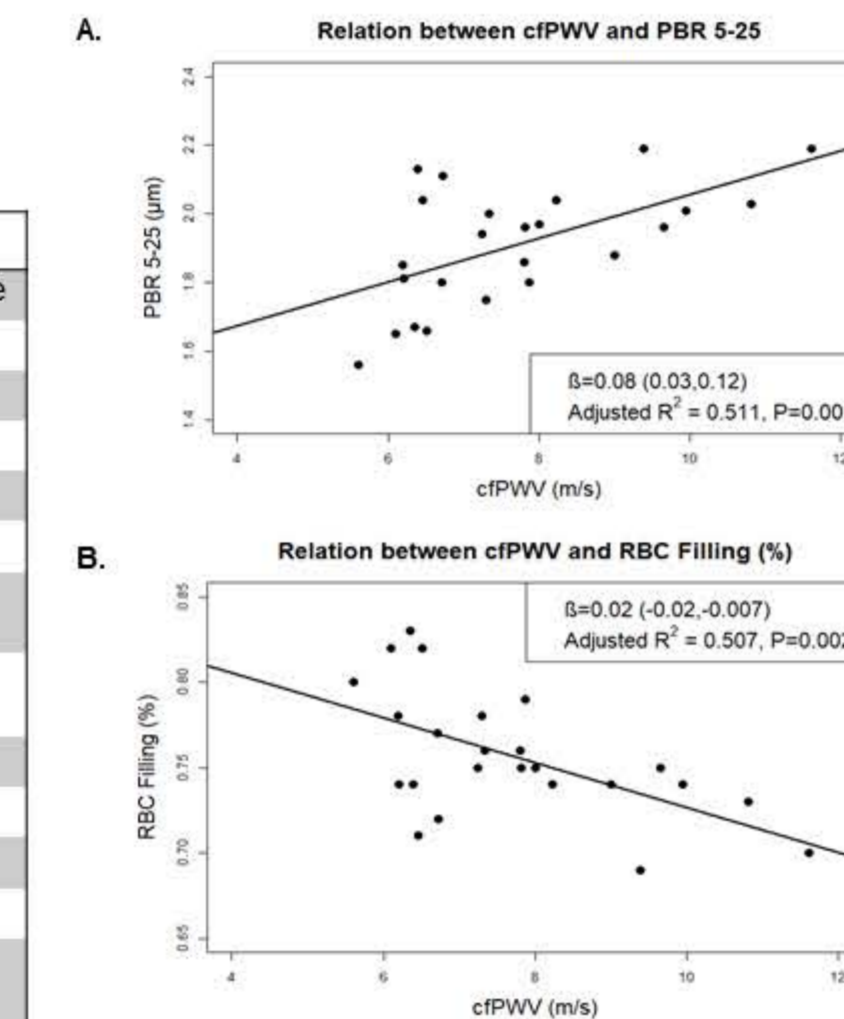 e
A.
Relation between cfPWV and PBR 5-25
PBR 5-25 (µm)
2.4
2.2
2.0
1.8
1.6
1.4
ß=0.08 (0.03,0.12)
Adjusted R² = 0.511, P=0.00
4 6 8 10 12
cfPWV (m/s)
B.
Relation between cfPWV and RBC Filling (%)
RBC Filling (%)
0.85
0.80
0.75
0.70
0.65
ß=0.02 (-0.02,-0.007)
Adjusted R² = 0.507, P=0.002
4 6 8 10 12
cfPWV (m/s)